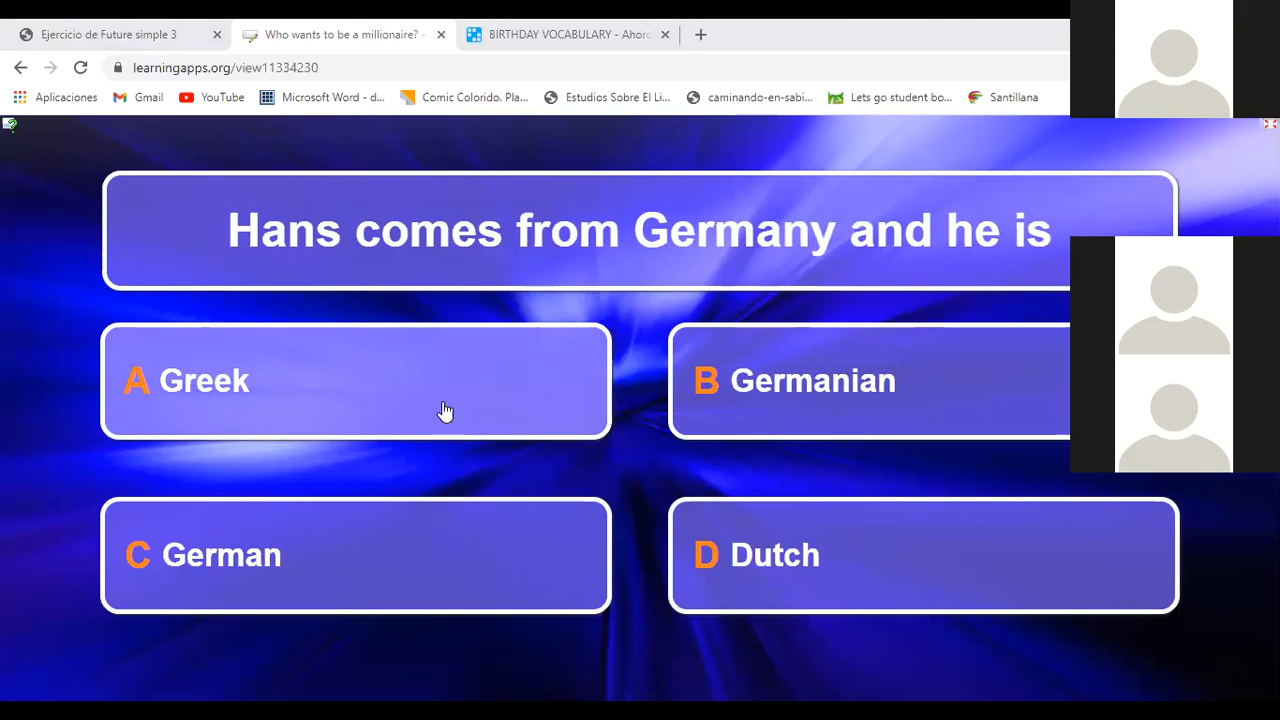 Ejercicio de Future simple 3
Who wants to be a millionaire? -
BIRTHDAY VOCABULARY - Ahorc
learningapps.org/view11334230
Aplicaciones
Gmail
YouTube
Microsoft Word - d...
Comic Colorido. Pla...
Estudios Sobre El Li...
caminando-en-sabi...
Lets go student bo...
Santillana
Hans comes from Germany and he is
A Greek
B Germanian
C German
D Dutch